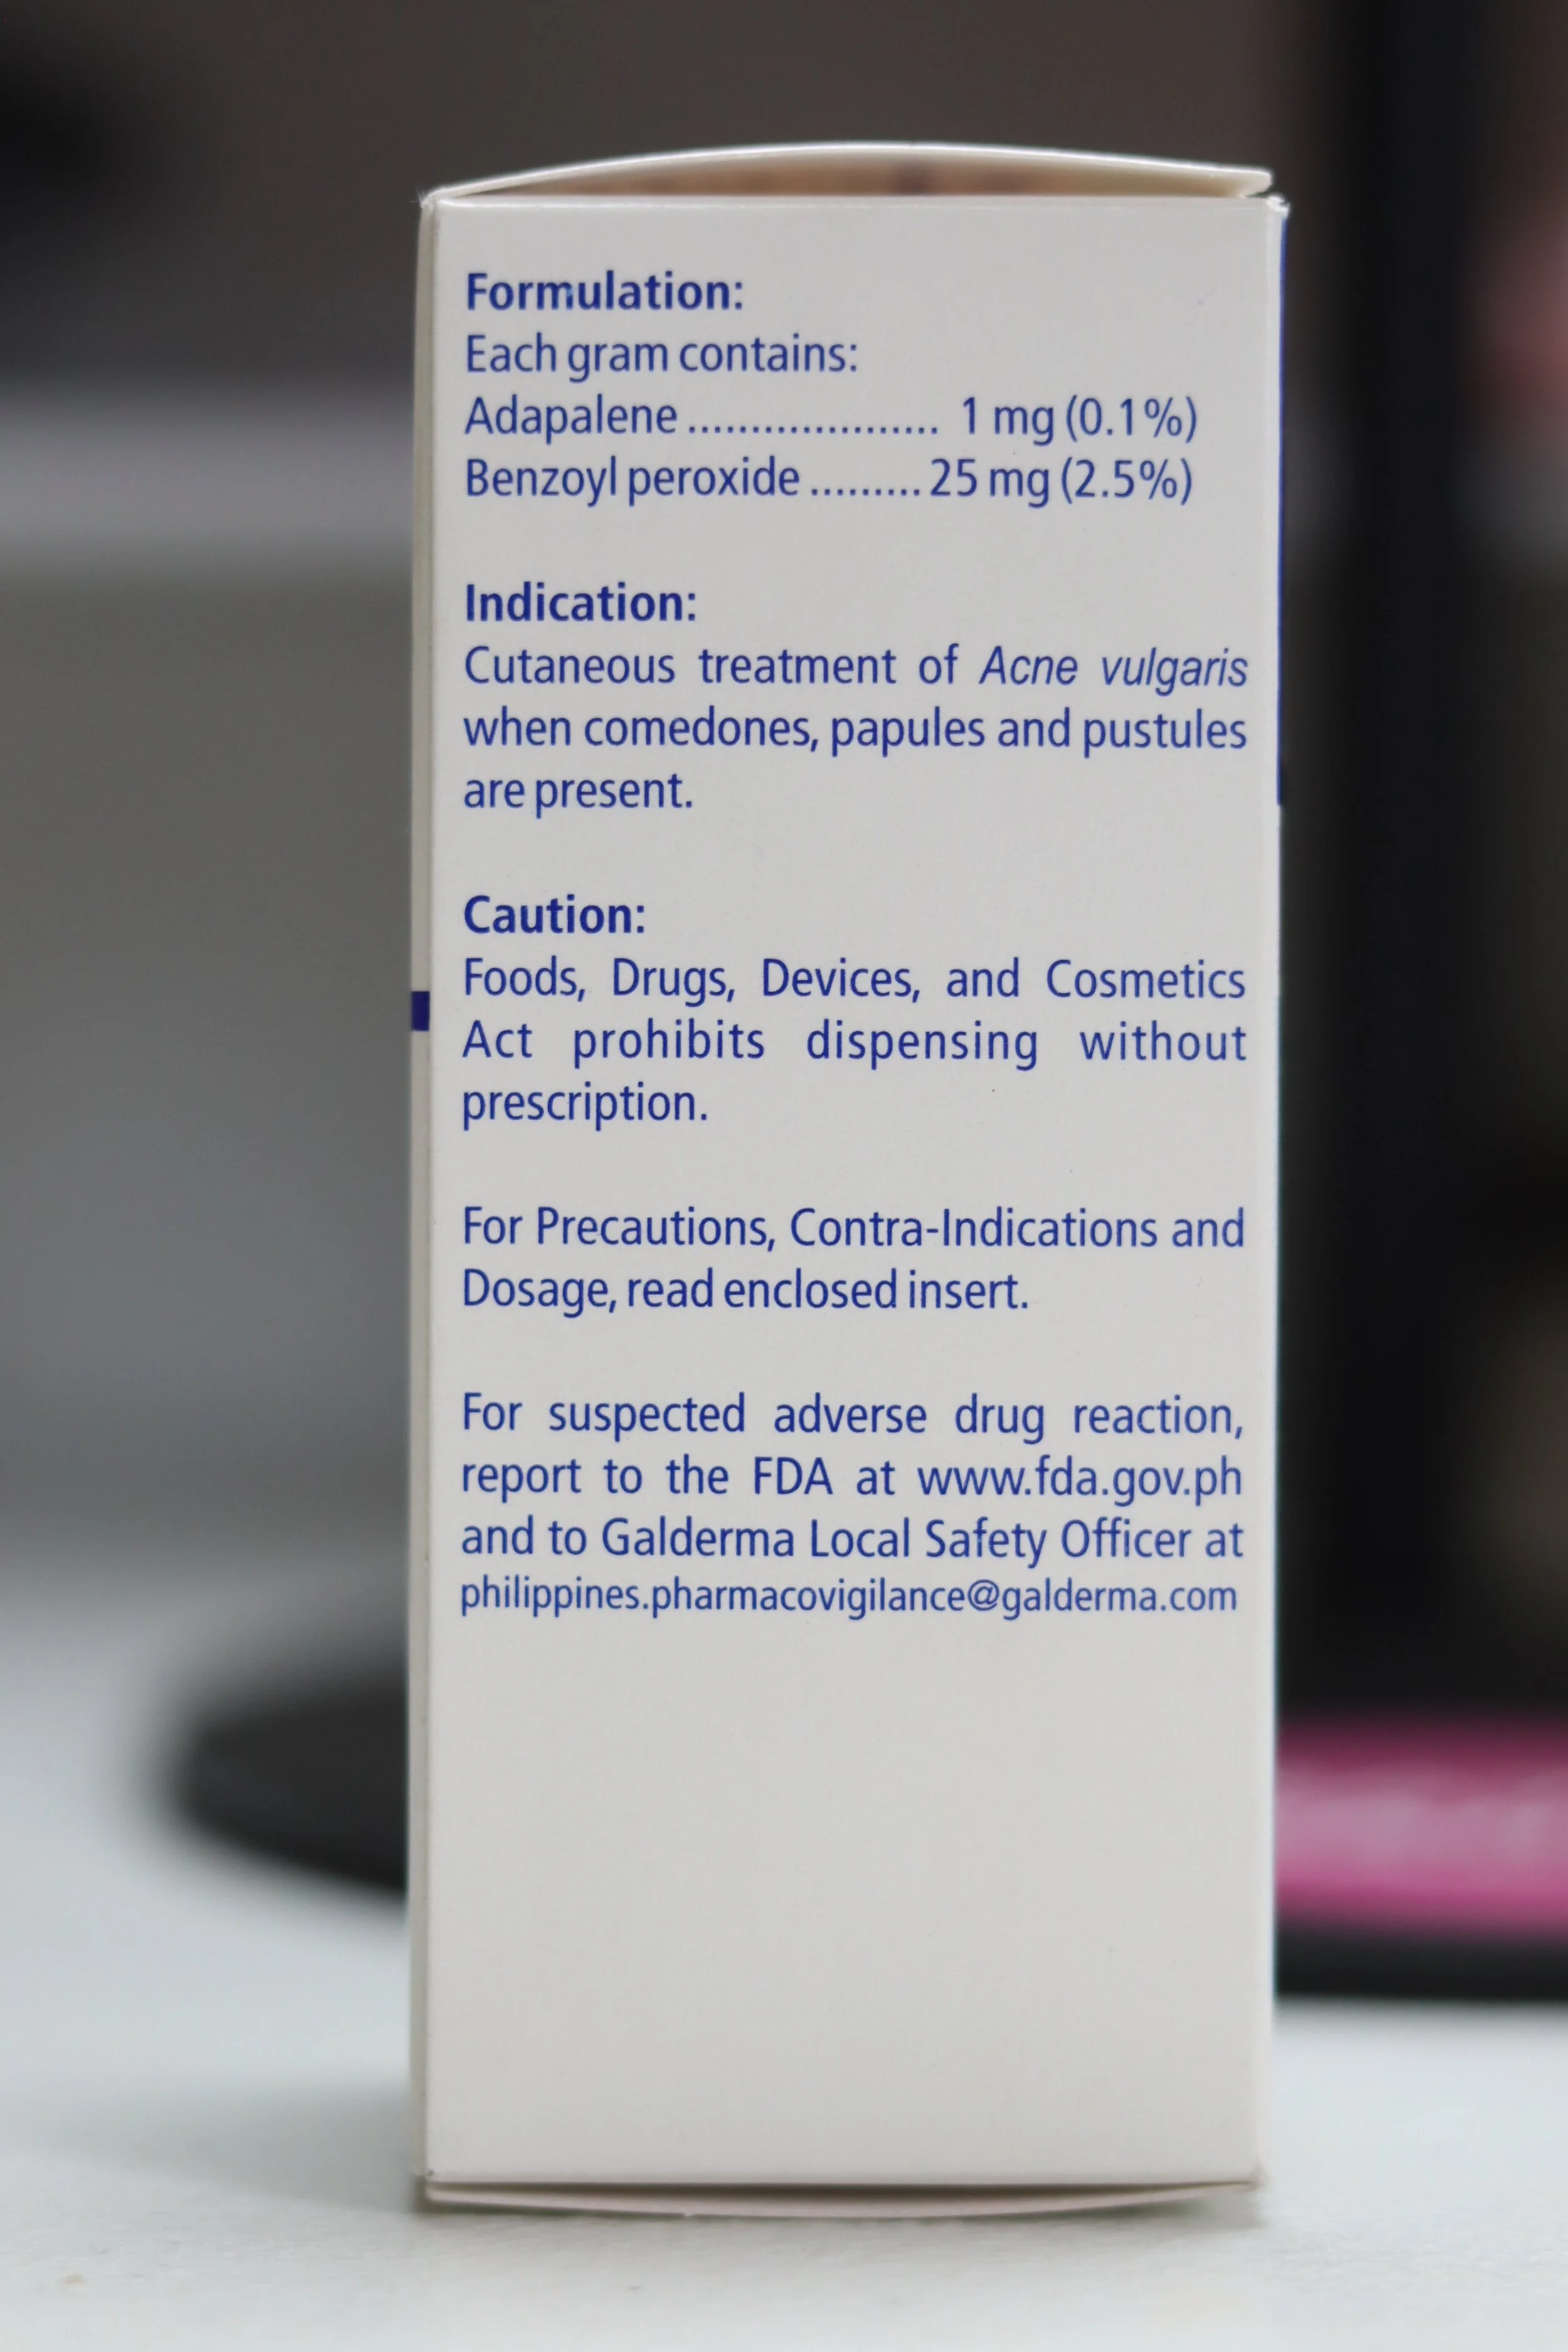 Formulation:
Each gram contains:
Adapalene .................... 1 mg (0.1%)
Benzoyl peroxide ......... 25 mg (2.5%)
Indication:
Cutaneous treatment of Acne vulgaris
when comedones, papules and pustules
are present.
Caution:
Foods, Drugs, Devices, and Cosmetics
Act prohibits dispensing without
prescription.
For Precautions, Contra-Indications and
Dosage, read enclosed insert.
For suspected adverse drug reaction,
report to the FDA at www.fda.gov.ph
and to Galderma Local Safety Officer at
philippines.pharmacovigilance@galderma.com